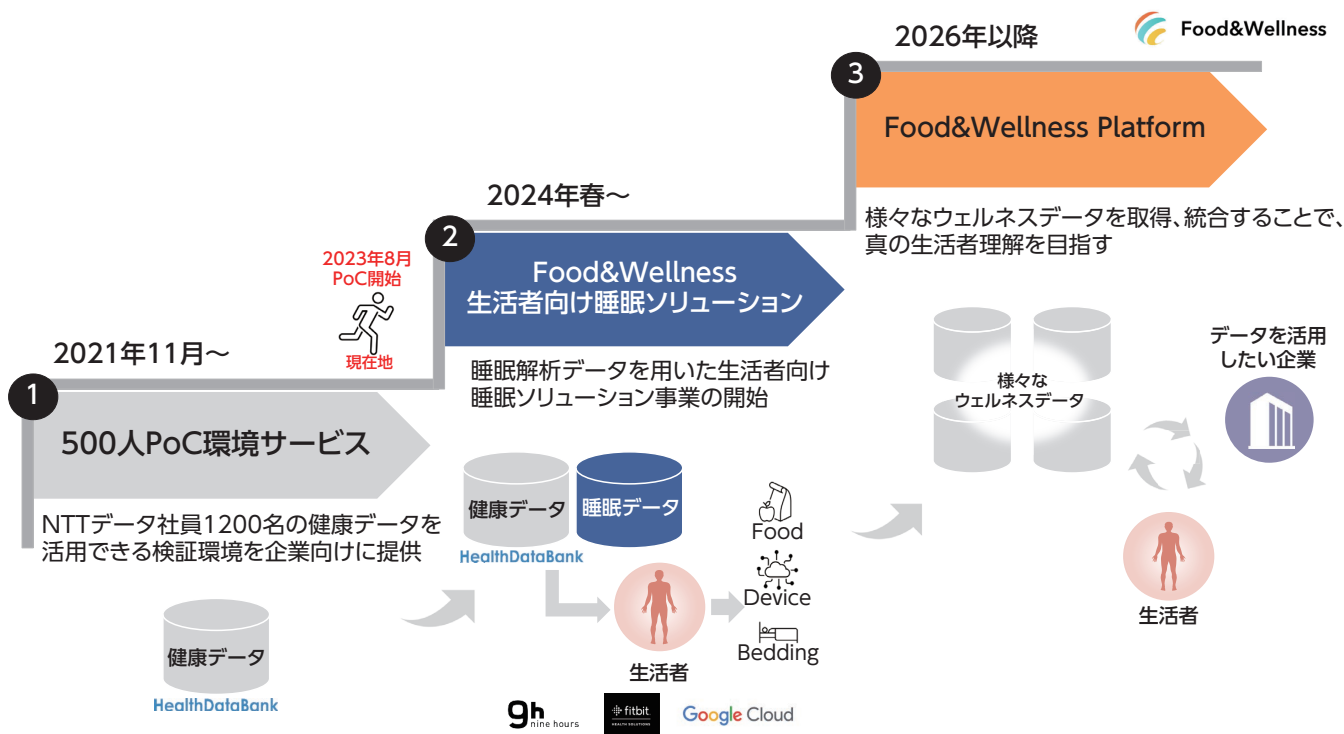 2026年以降
Food&Wellness
3
Food&Wellness Platform
様々なウェルネスデータを取得、統合することで、
真の生活者理解を目指す
様々な
ウェルネスデータ
データを活用
したい企業
生活者
2024年春～
2
Food&Wellness
生活者向け睡眠ソリューション
睡眠解析データを用いた生活者向け
睡眠ソリューション事業の開始
健康データ
睡眠データ
HealthDataBank
生活者
Food
Device
Bedding
9h
nine hours
fitbit
HEALTH SOLUTIONS
Google Cloud
2023年8月
PoC開始
現在地
2021年11月～
1
500人PoC環境サービス
NTTデータ社員1200名の健康データを
活用できる検証環境を企業向けに提供
健康データ
HealthDataBank